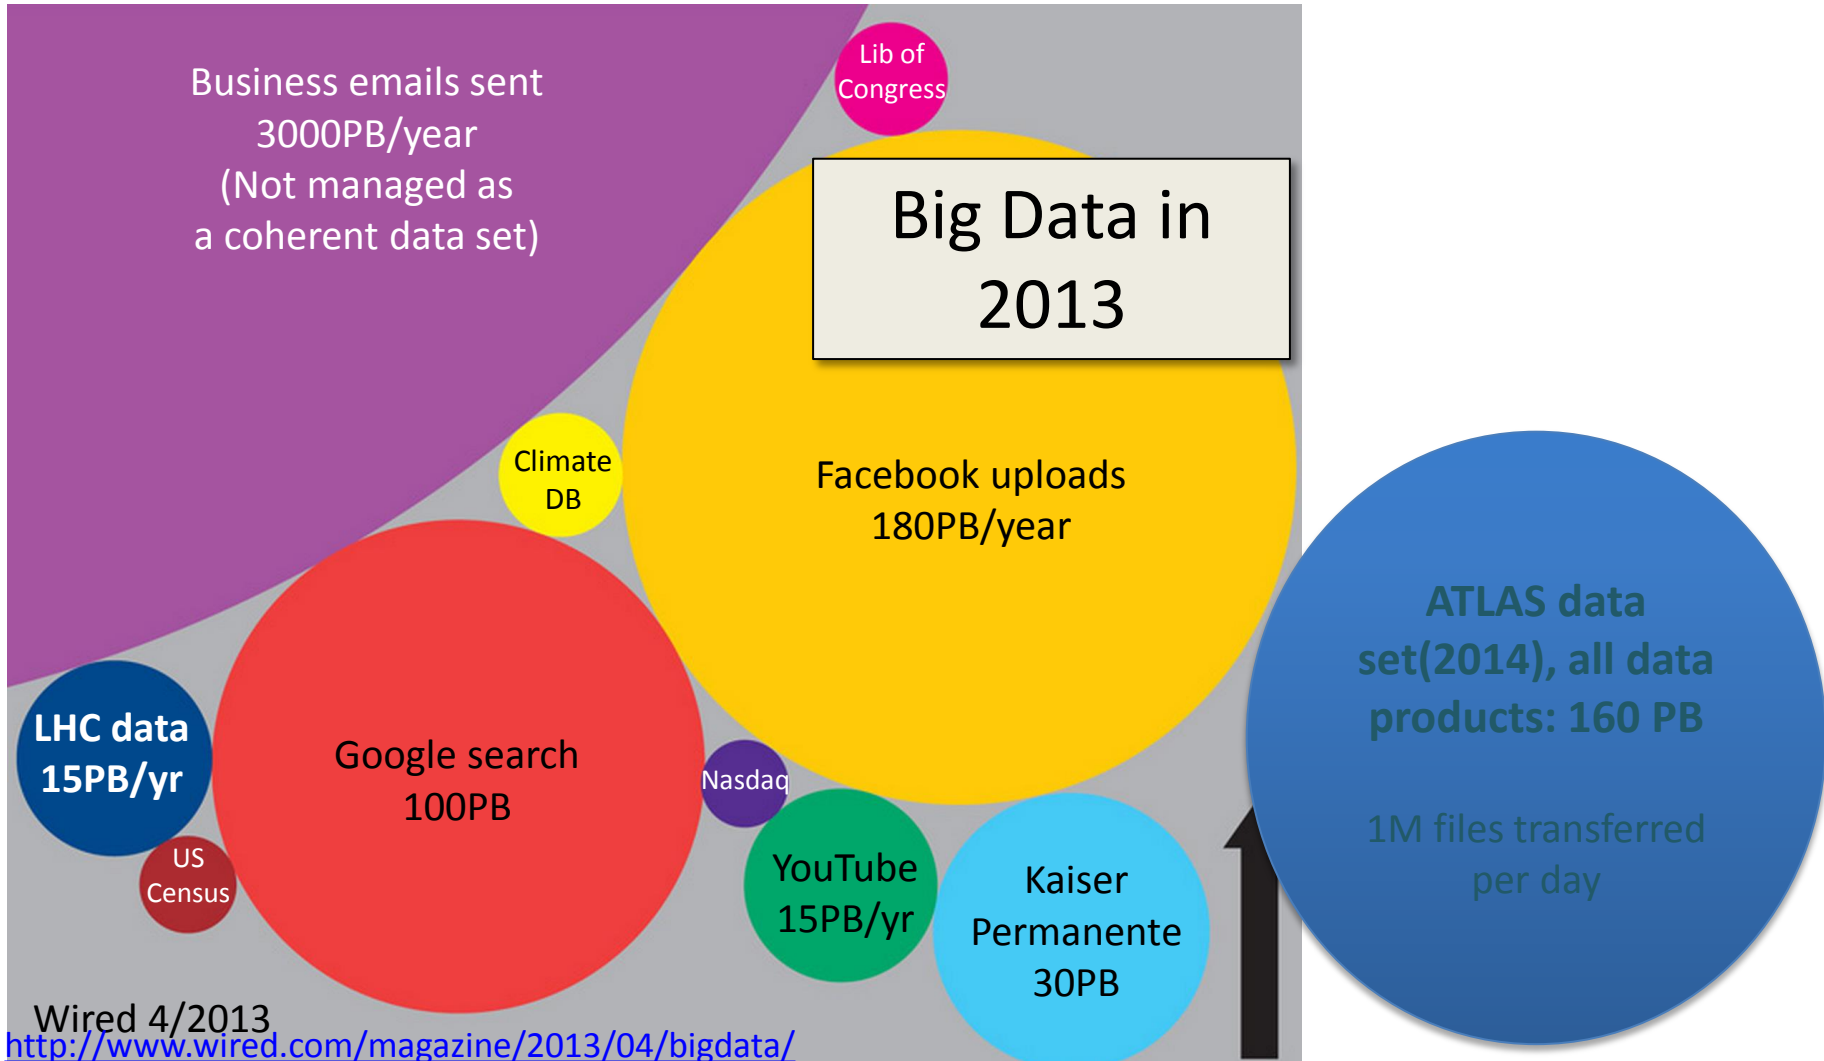 Business emails sent
3000PB/year
(Not managed as
a coherent data set)
Lib of
Congress
Big Data in
2013
Climate
DB
Facebook uploads
180PB/year
ATLAS data
set(2014), all data
products: 160 PB
1M files transferred
per day
LHC data
15PB/yr
Google search
100PB
Nasdaq
US
Census
YouTube
15PB/yr
Kaiser
Permanente
30PB
Wired 4/2013
http://www.wired.com/magazine/2013/04/bigdata/